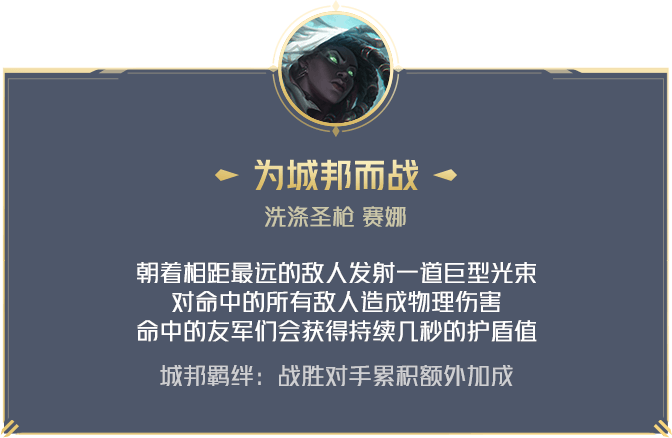 为城邦而战
洗涤圣枪 赛娜
朝着相距最远的敌人发射一道巨型光束
对命中的所有敌人造成物理伤害
命中的友军们会获得持续几秒的护盾值
城邦羁绊：战胜对手累积额外加成